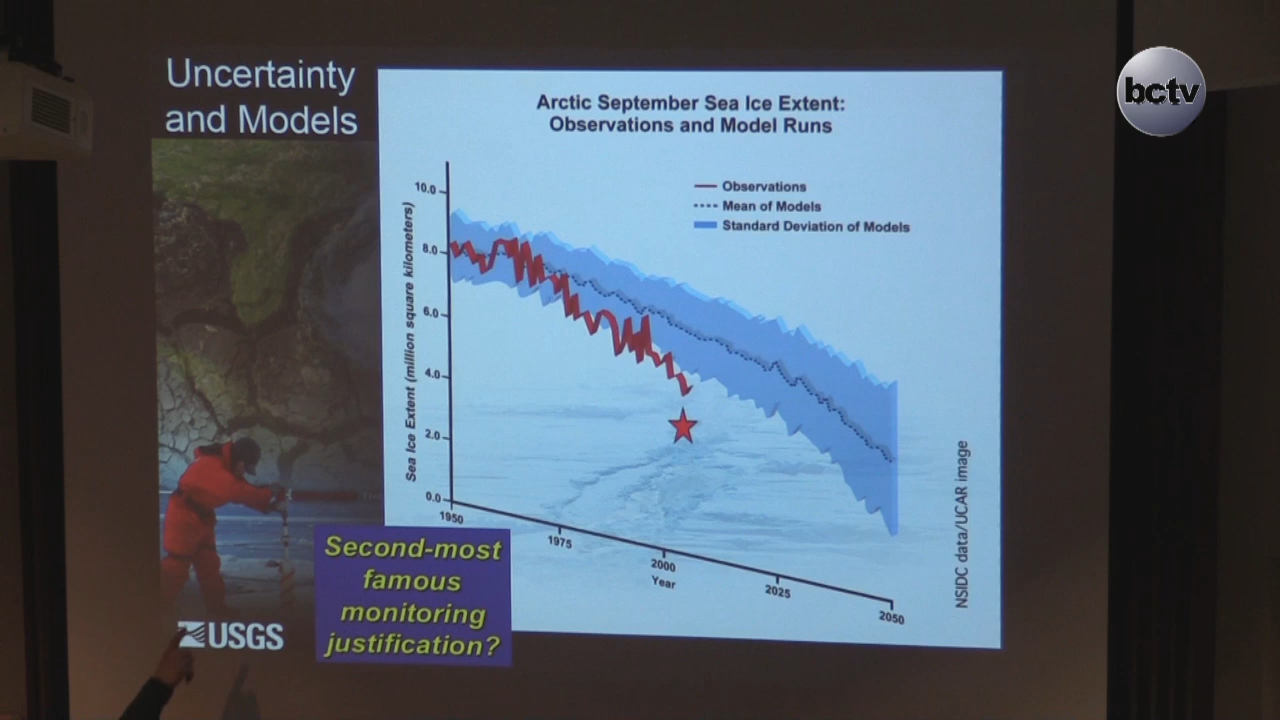 Uncertainty
and Models
bctv
Arctic September Sea Ice Extent:
Observations and Model Runs
Observations
Mean of Models
Standard Deviation of Models
Sea Ice Extent (million square kilometers)
10.0
8.0
6.0
4.0
2.0
0.0
1950
1975
2000
2025
2050
Year
NSIDC data/UCAR image
Second-most
famous
monitoring
justification?
USGS